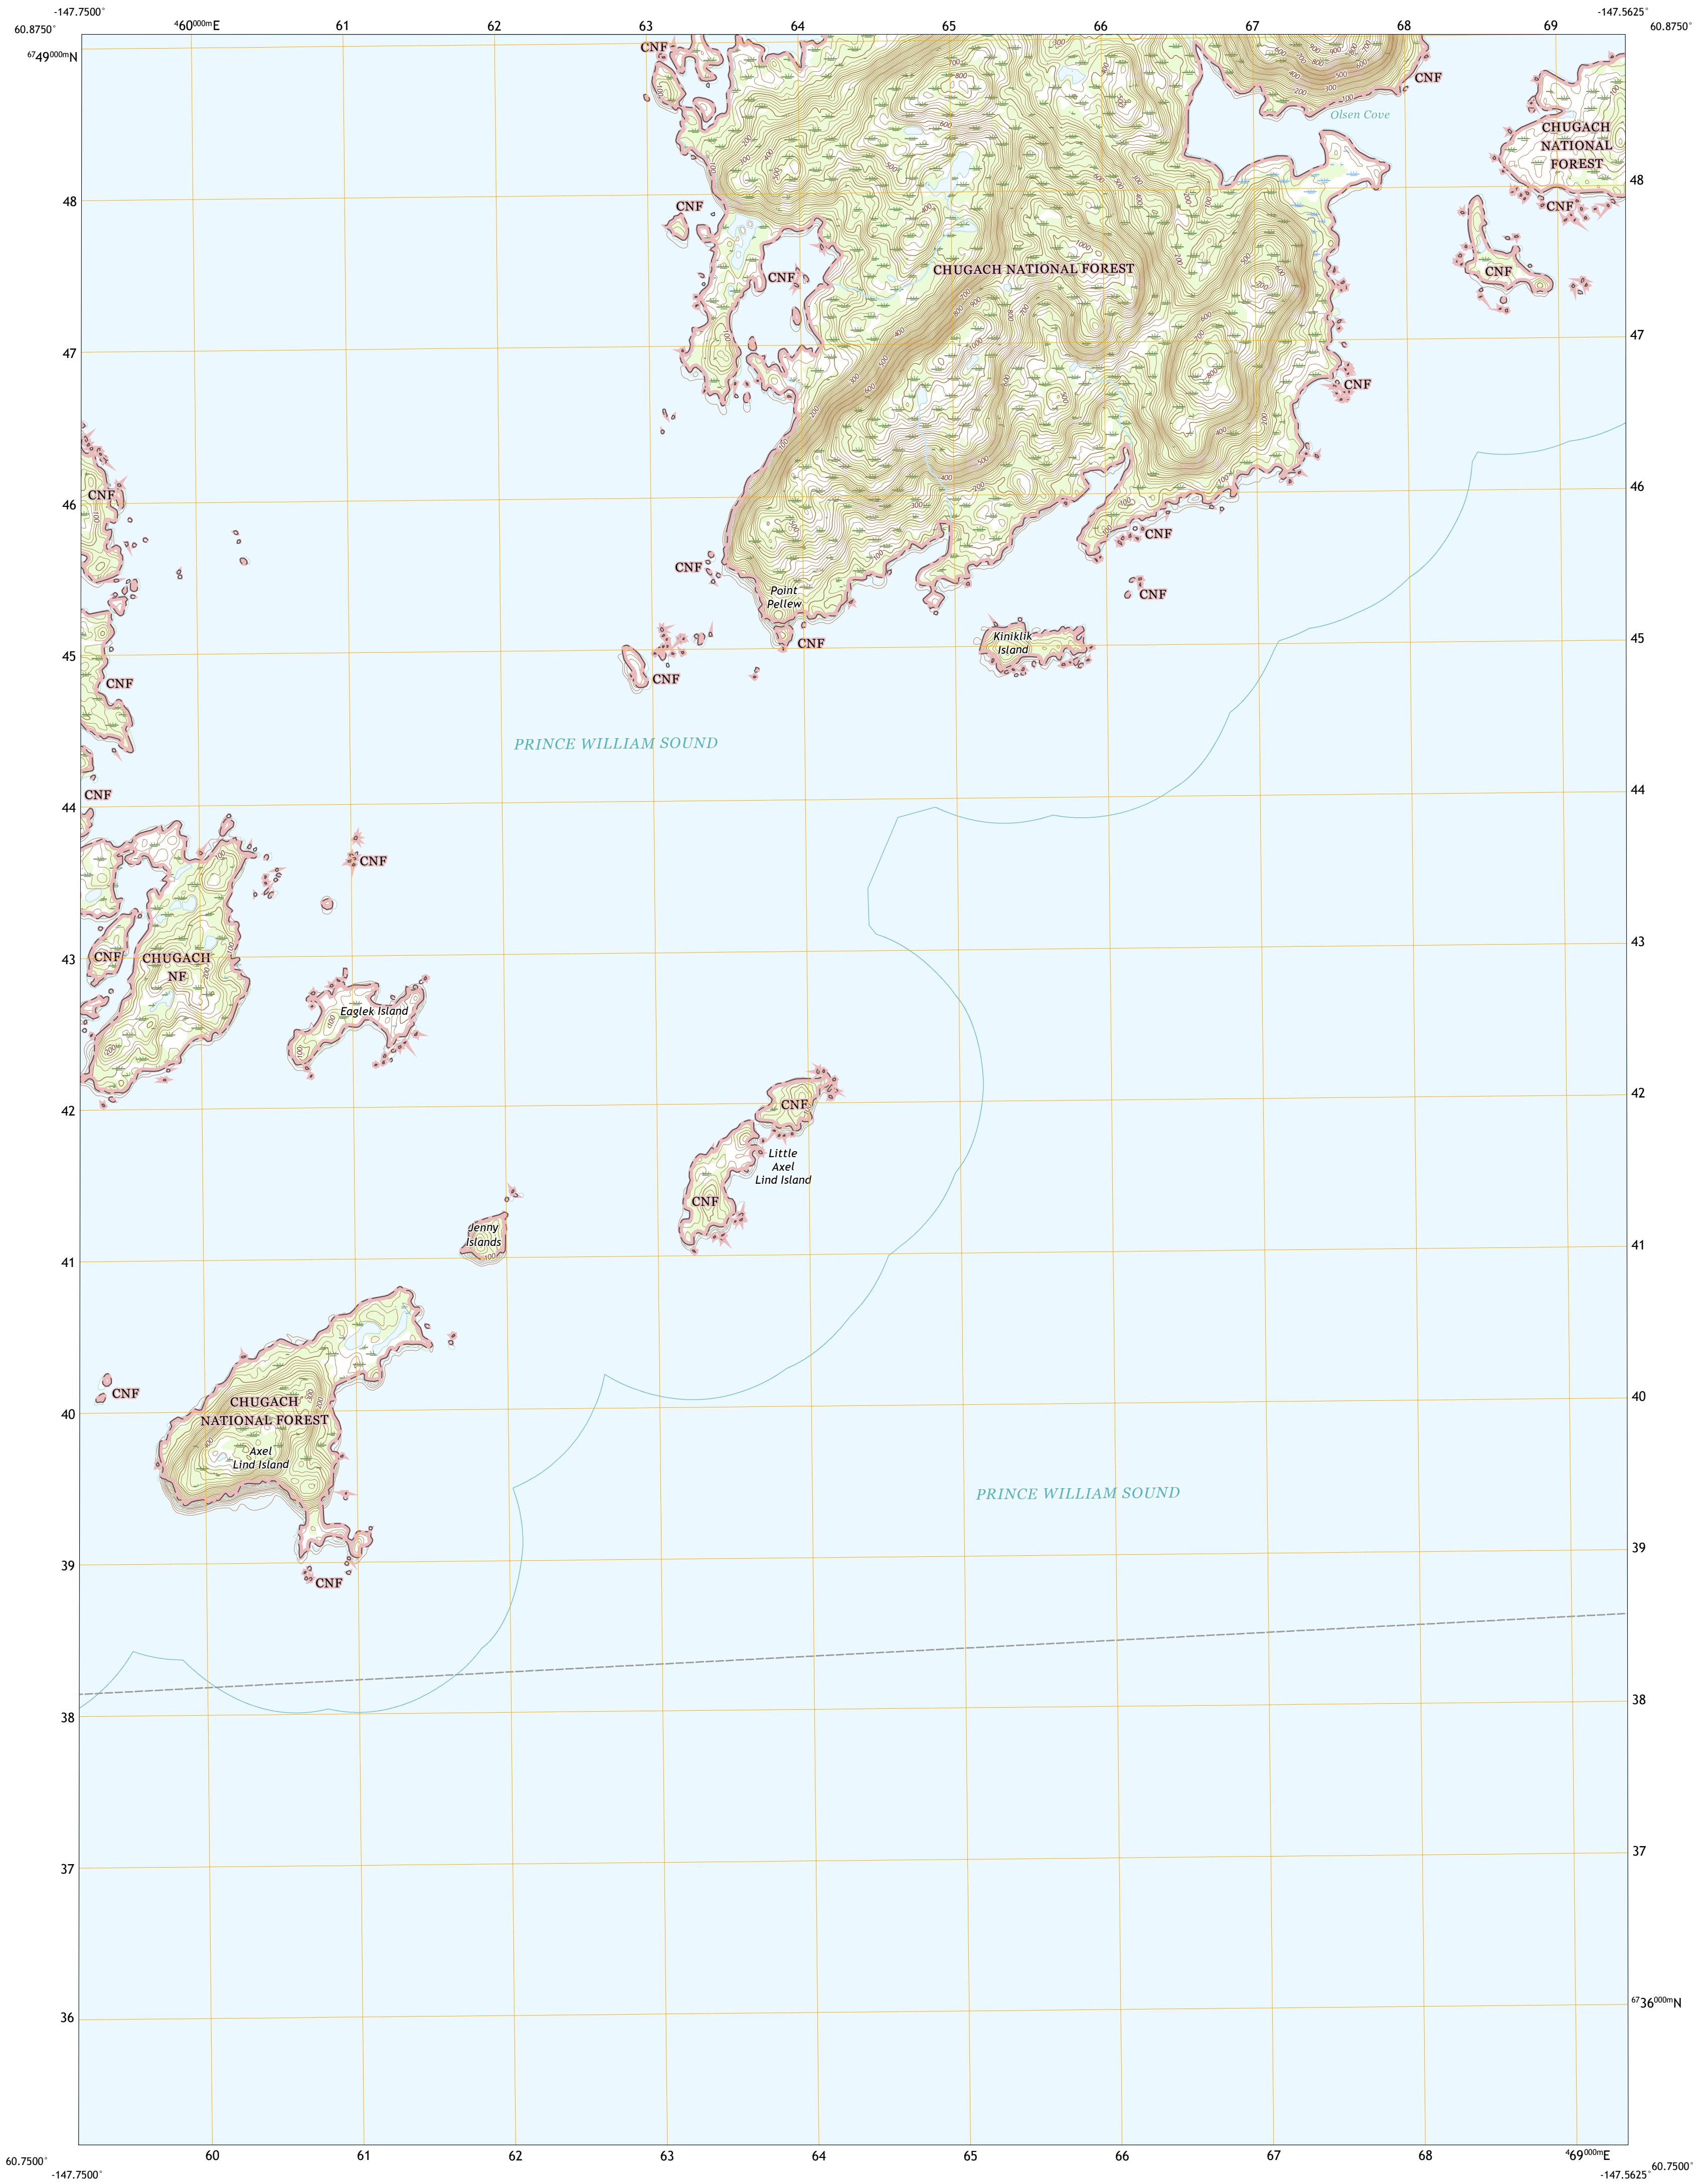 -147.7500°
-147.5625°
60.8750°
⁴60⁰⁰⁰ᵐE 61 62 63 64 65 66 67 68 69
60.8750°
⁶⁷49⁰⁰⁰ᵐN
CNF
CNF
Olsen Cove
CHUGACH
NATIONAL
FOREST
48
48
CNF
CNF
CHUGACH NATIONAL FOREST
CNF
CNF
47
47
CNF
CNF
46
46
CNF
CNF
Point
Pellew
CNF
CNF
Kiniklik
Island
45
45
CNF
CNF
PRINCE WILLIAM SOUND
CNF
44
44
CNF
CNF
CHUGACH
NF
43
43
Eaglek Island
CNF
42
42
Little
Axel
Lind Island
CNF
Jenny
Islands
41
41
CNF
CHUGACH
NATIONAL FOREST
40
40
Axel
Lind Island
PRINCE WILLIAM SOUND
39
39
CNF
38
38
37
37
36
⁶⁷36⁰⁰⁰ᵐN
60 61 62 63 64 65 66 67 68 ⁴69⁰⁰⁰ᵐE
60.7500°
60.7500°
-147.7500°
-147.5625°